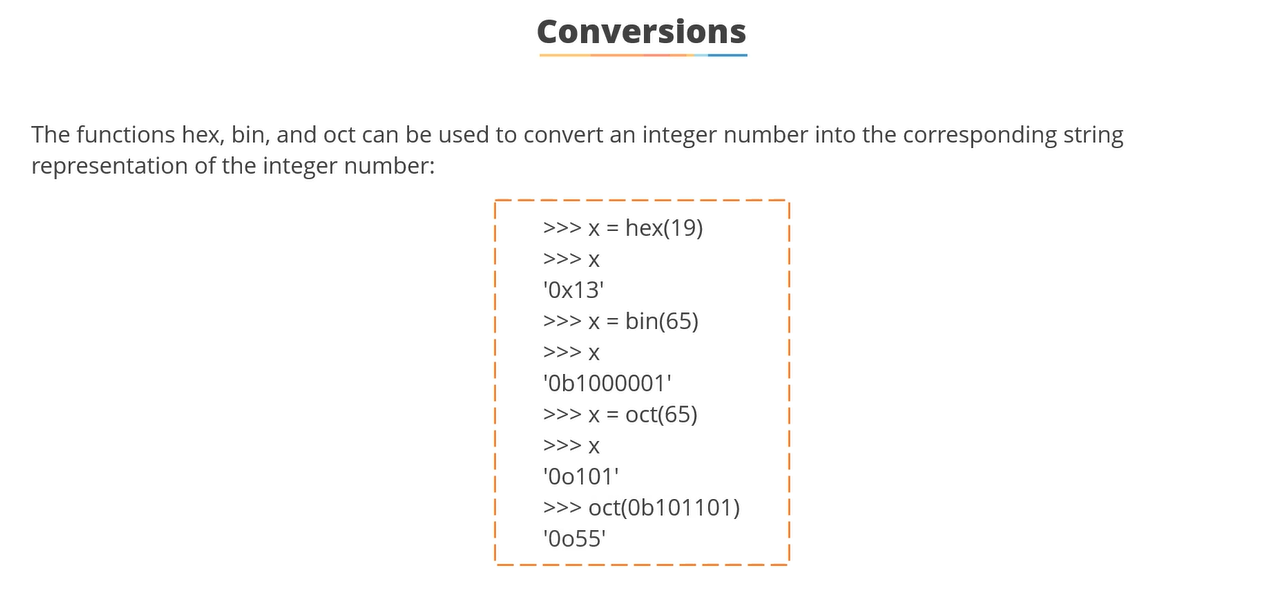 Conversions
The functions hex, bin, and oct can be used to convert an integer number into the corresponding string
representation of the integer number:
>>> x = hex(19)
>>> x
'0x13'
>>> x = bin(65)
>>> x
'0b1000001'
>>> x = oct(65)
>>> x
'0o101'
>>> oct(0b101101)
'0o55'